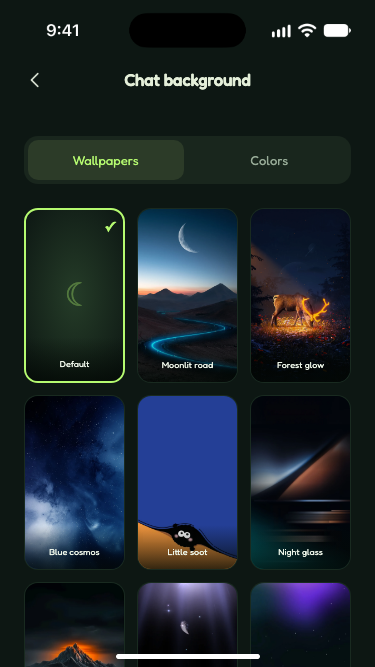 9:41
Chat background
Wallpapers
Colors
Default
Moonlit road
Forest glow
Blue cosmos
Little soot
Night glass